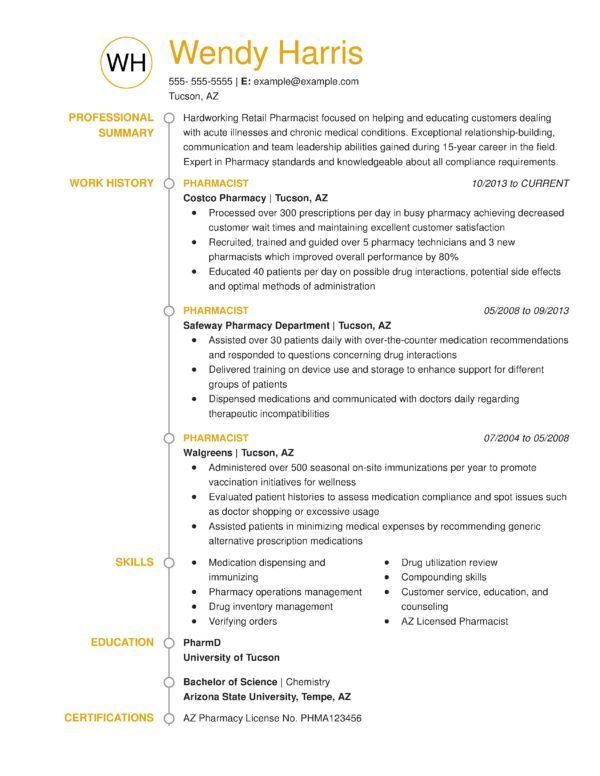 WH
Wendy Harris
555- 555-5555 | E: example@example.com
Tucson, AZ
PROFESSIONAL
SUMMARY
Hardworking Retail Pharmacist focused on helping and educating customers dealing
with acute illnesses and chronic medical conditions. Exceptional relationship-building,
communication and team leadership abilities gained during 15-year career in the field.
Expert in Pharmacy standards and knowledgeable about all compliance requirements.
WORK HISTORY
PHARMACIST 10/2013 to CURRENT
Costco Pharmacy | Tucson, AZ
• Processed over 300 prescriptions per day in busy pharmacy achieving decreased
customer wait times and maintaining excellent customer satisfaction
• Recruited, trained and guided over 5 pharmacy technicians and 3 new
pharmacists which improved overall performance by 80%
• Educated 40 patients per day on possible drug interactions, potential side effects
and optimal methods of administration
PHARMACIST 05/2008 to 09/2013
Safeway Pharmacy Department | Tucson, AZ
• Assisted over 30 patients daily with over-the-counter medication recommendations
and responded to questions concerning drug interactions
• Delivered training on device use and storage to enhance support for different
groups of patients
• Dispensed medications and communicated with doctors daily regarding
therapeutic incompatibilities
PHARMACIST 07/2004 to 05/2008
Walgreens | Tucson, AZ
• Administered over 500 seasonal on-site immunizations per year to promote
vaccination initiatives for wellness
• Evaluated patient histories to assess medication compliance and spot issues such
as doctor shopping or excessive usage
• Assisted patients in minimizing medical expenses by recommending generic
alternative prescription medications
SKILLS
• Medication dispensing and
immunizing
• Pharmacy operations management
• Drug inventory management
• Verifying orders
• Drug utilization review
• Compounding skills
• Customer service, education, and
counseling
• AZ Licensed Pharmacist
EDUCATION
PharmD
University of Tucson
Bachelor of Science | Chemistry
Arizona State University, Tempe, AZ
CERTIFICATIONS
AZ Pharmacy License No. PHMA123456